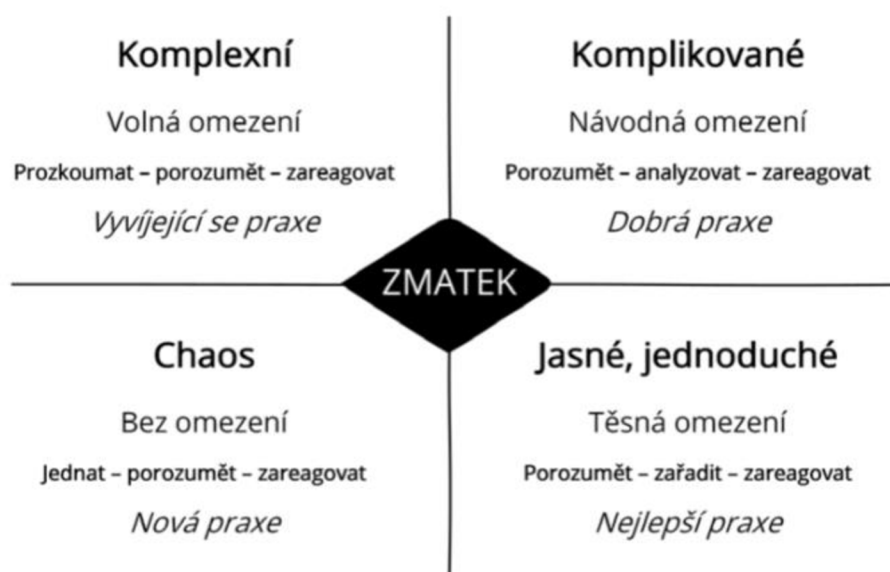 Komplexní
Volná omezení
Prozkoumat – porozumět – zareagovat
Vyvíjející se praxe
Komplikované
Návodná omezení
Porozumět – analyzovat – zareagovat
Dobrá praxe
ZMATEK
Chaos
Bez omezení
Jednat – porozumět – zareagovat
Nová praxe
Jasné, jednoduché
Těsná omezení
Porozumět – zařadit – zareagovat
Nejlepší praxe